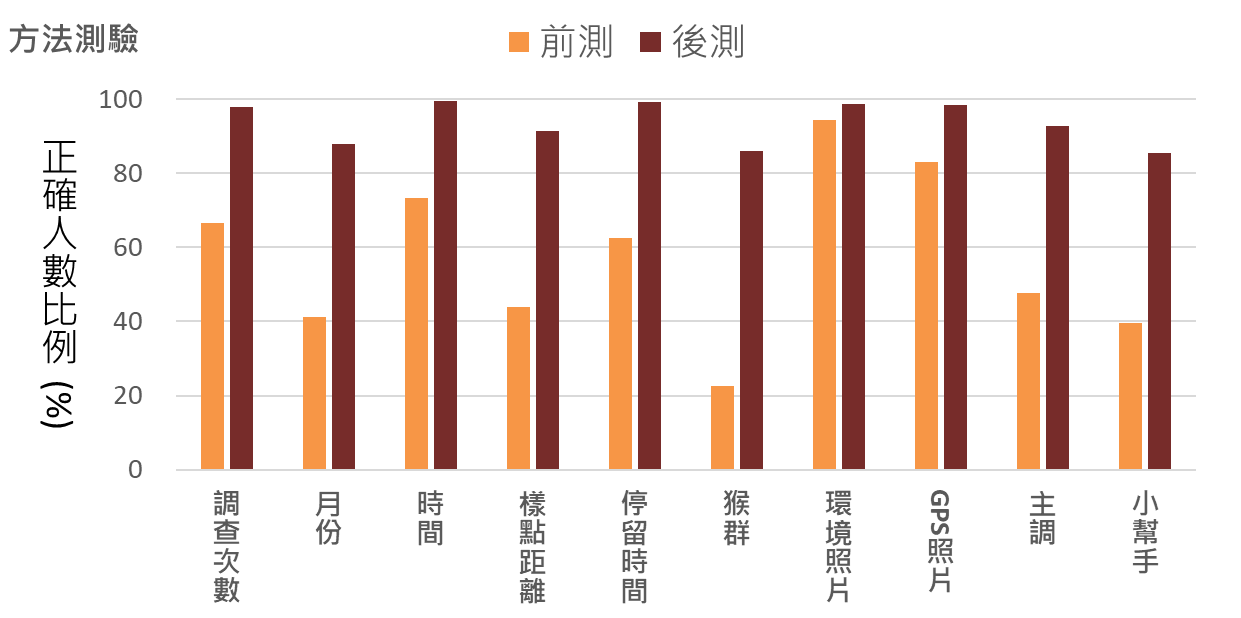 方法測驗
前測 後測
正確人數比例 (%)
100
80
60
40
20
0
調查次數
月份
時間
樣點距離
停留時間
猴群
環境照片
GPS照片
主調
小幫手